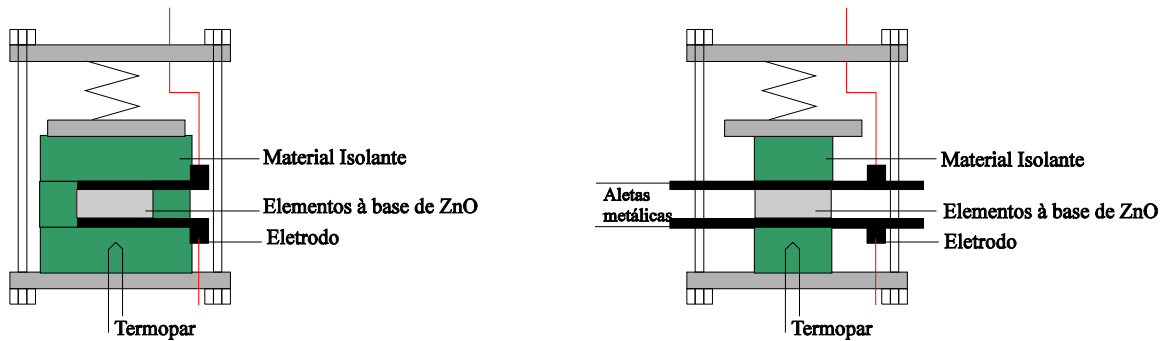 Material Isolante
Elementos à base de ZnO
Eletrodo
Termopar
Material Isolante
Aletas
metálicas
Elementos à base de ZnO
Eletrodo
Termopar